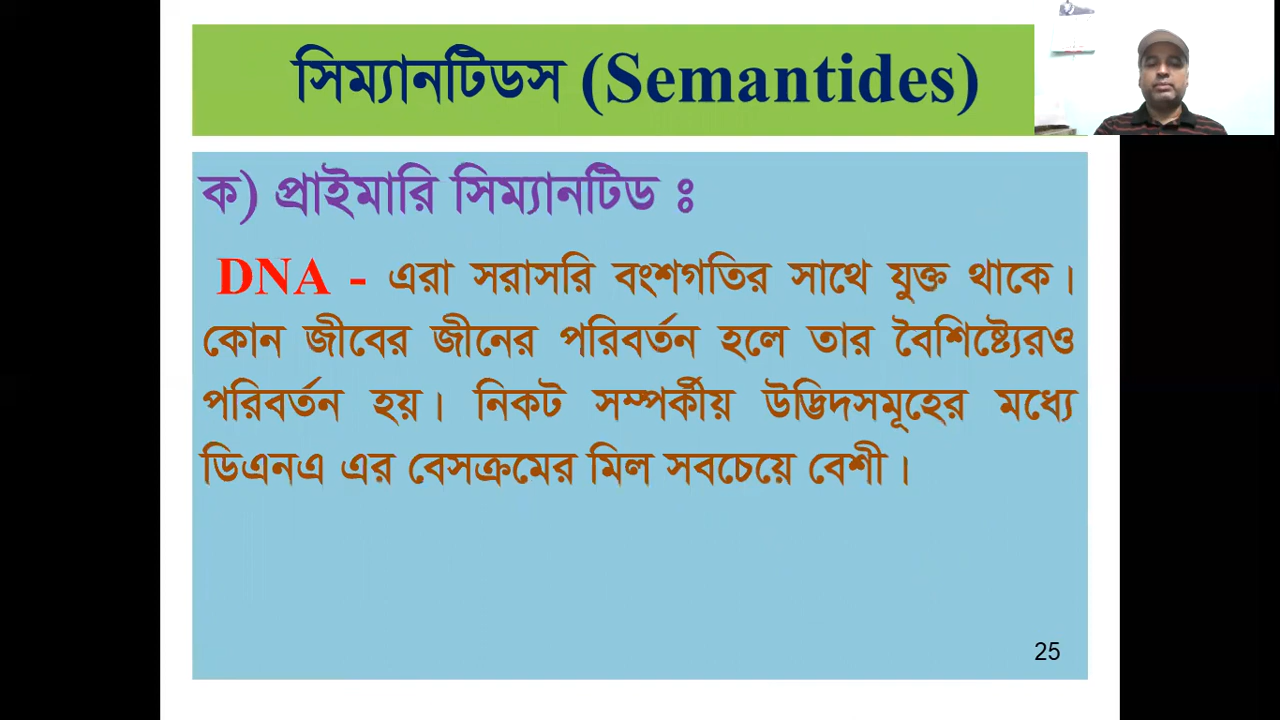 সিম্যানটিডস (Semantides)
ক) প্রাইমারি সিম্যানটিড ঃ
DNA - এরা সরাসরি বংশগতির সাথে যুক্ত থাকে।
কোন জীবের জীনের পরিবর্তন হলে তার বৈশিষ্ট্যেরও
পরিবর্তন হয়। নিকট সম্পর্কীয় উদ্ভিদসমূহের মধ্যে
ডিএনএ এর বেসক্রমের মিল সবচেয়ে বেশী।
25